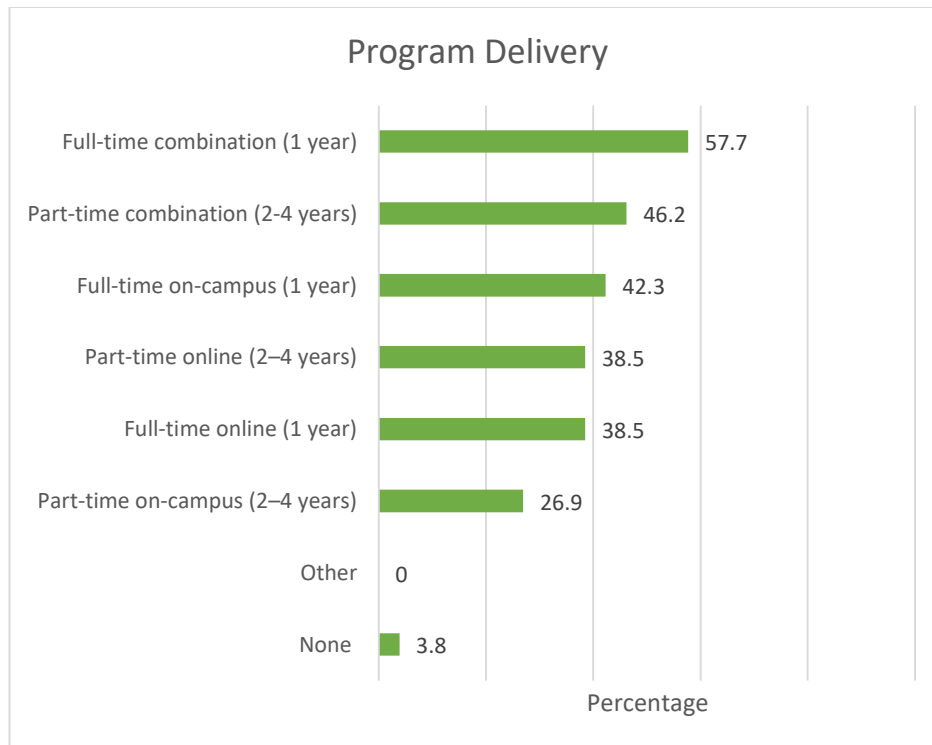 Program Delivery
Full-time combination (1 year) 57.7
Part-time combination (2-4 years) 46.2
Full-time on-campus (1 year) 42.3
Part-time online (2–4 years) 38.5
Full-time online (1 year) 38.5
Part-time on-campus (2–4 years) 26.9
Other 0
None 3.8
Percentage